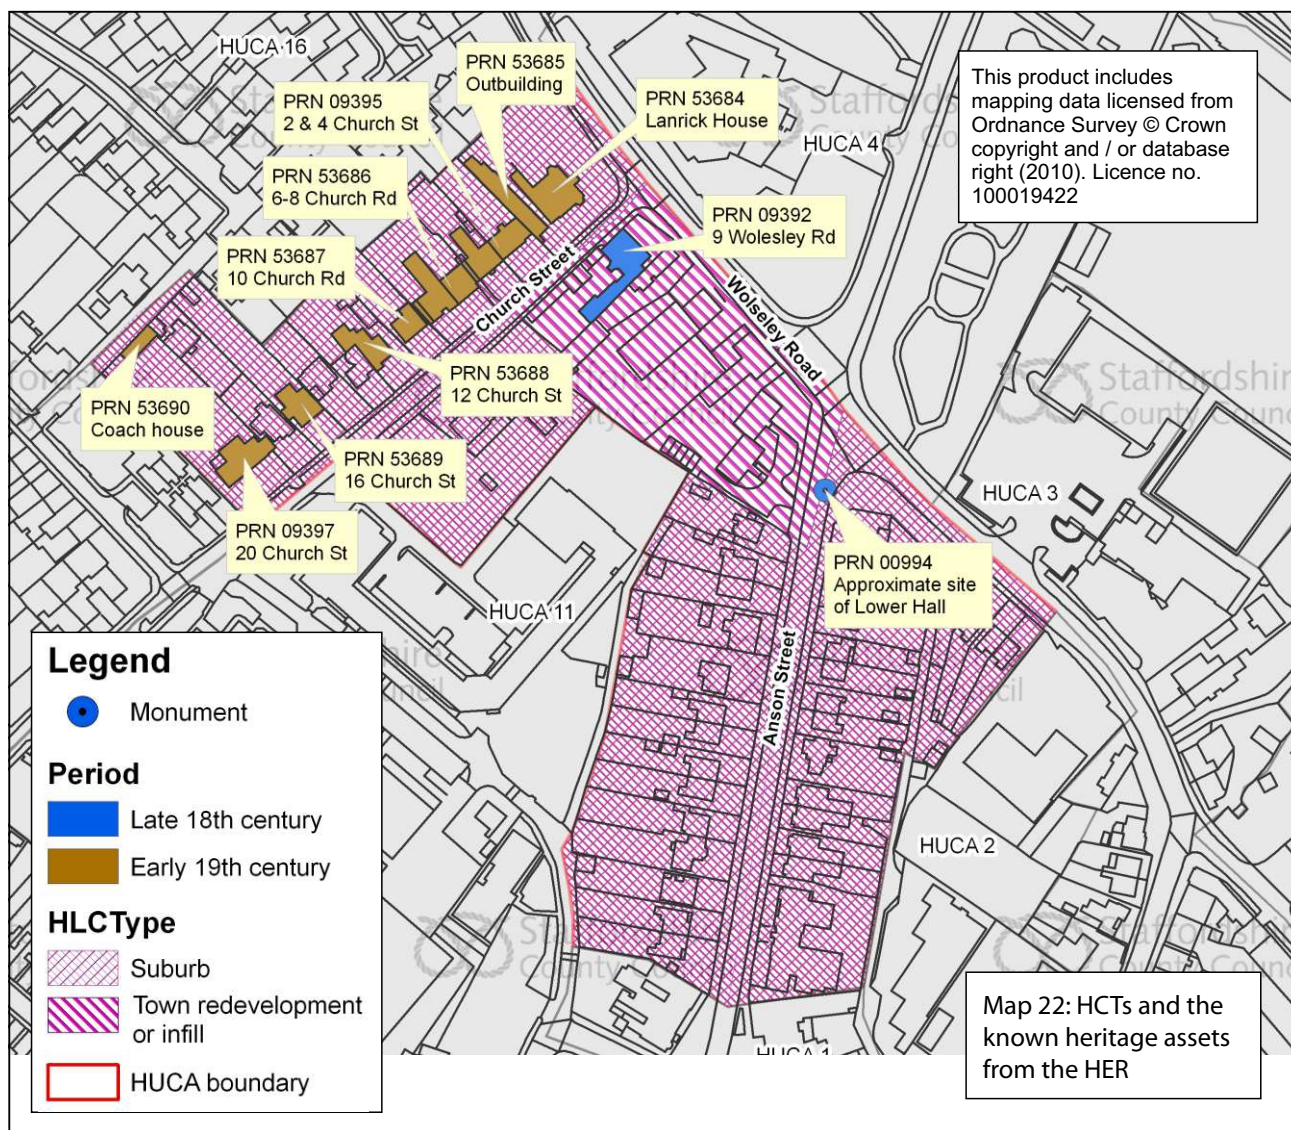 HUCA 16
PRN 53685
Outbuilding
PRN 09395
2 & 4 Church St
PRN 53684
Lanrick House
HUCA 4
This product includes
mapping data licensed from
Ordnance Survey © Crown
copyright and / or database
right (2010). Licence no.
100019422
PRN 53686
6-8 Church Rd
PRN 09392
9 Wolesley Rd
PRN 53687
10 Church Rd
Church Street
Wolseley Road
PRN 53688
12 Church St
PRN 53690
Coach house
PRN 53689
16 Church St
PRN 09397
20 Church St
HUCA 3
PRN 00994
Approximate site
of Lower Hall
HUCA 11
Anson Street
HUCA 2
HUCA 1
Staffordshire
County Council
Legend
Monument
Period
Late 18th century
Early 19th century
HLCType
Suburb
Town redevelopment
or infill
HUCA boundary
Map 22: HCTs and the
known heritage assets
from the HER